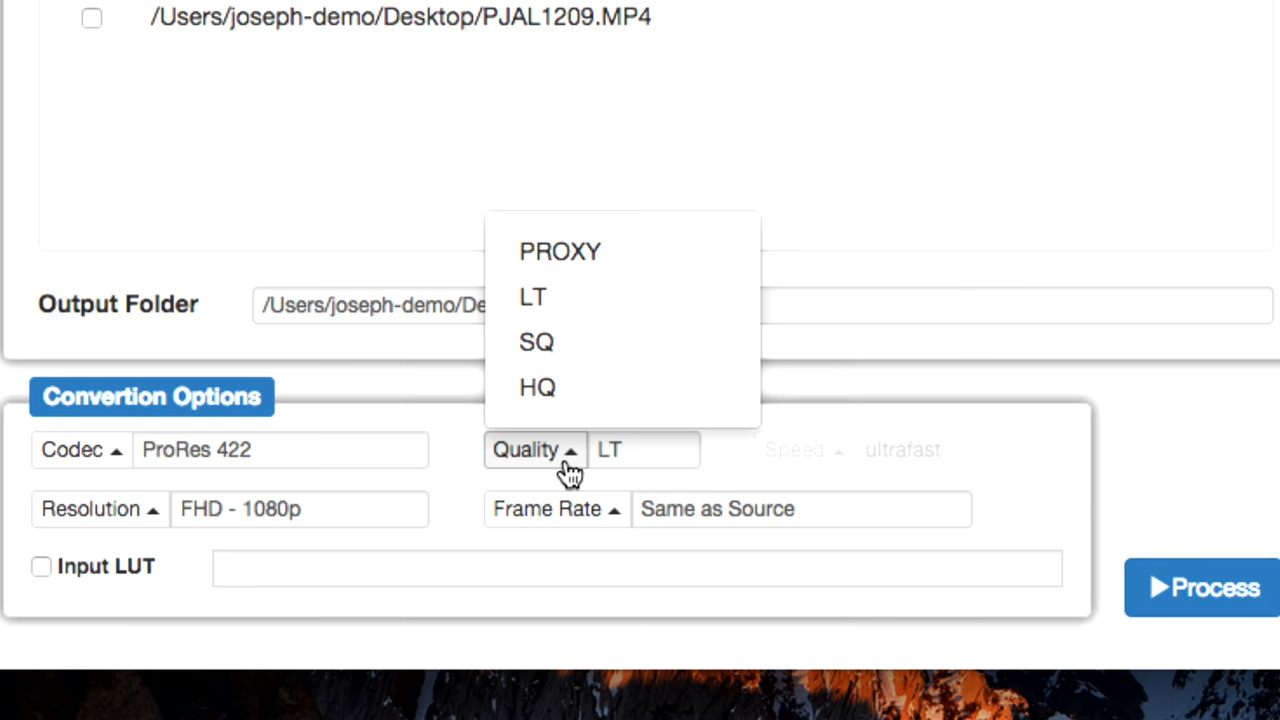 /Users/joseph-demo/Desktop/PJAL1209.MP4
PROXY
LT
SQ
HQ
Output Folder /Users/joseph-demo/De
Convertion Options
Codec ProRes 422 Quality LT Speed ultrafast
Resolution FHD - 1080p Frame Rate Same as Source
Input LUT
Process